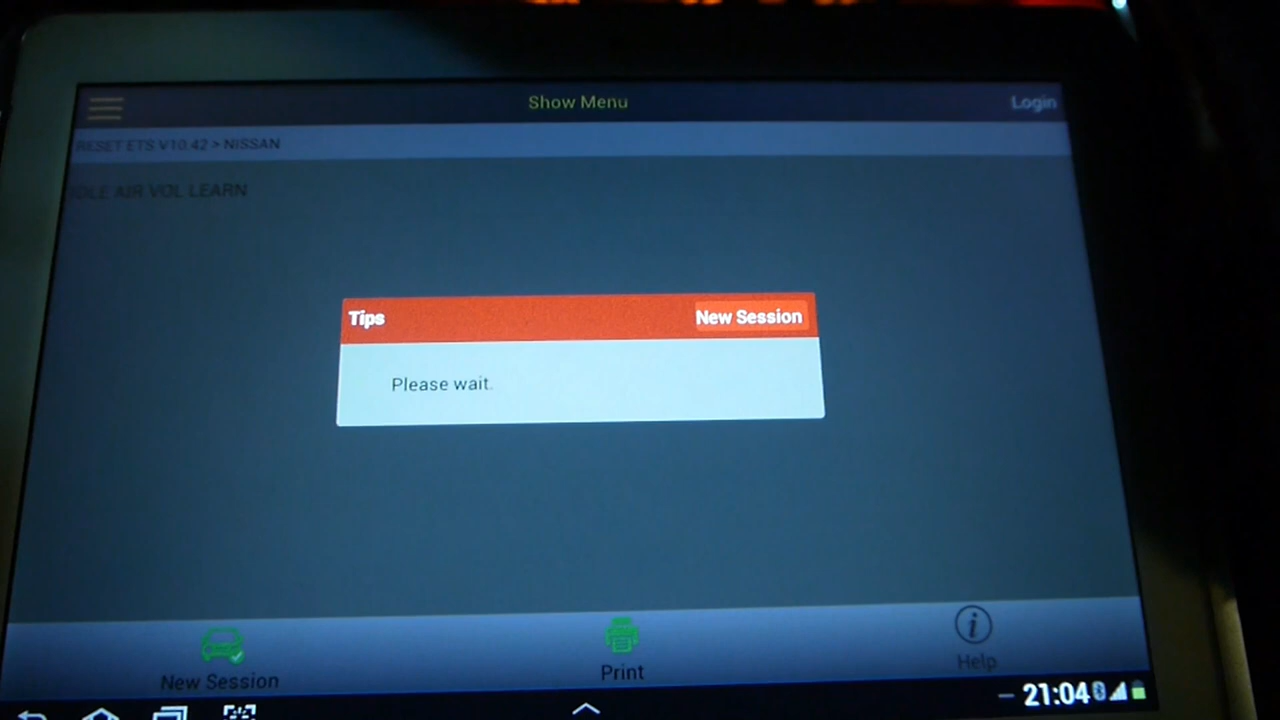 Show Menu
Login
RESET ETS V10.42 > NISSAN
IDLE AIR VOL LEARN
Tips
New Session
Please wait.
New Session
Print
Help
21:04